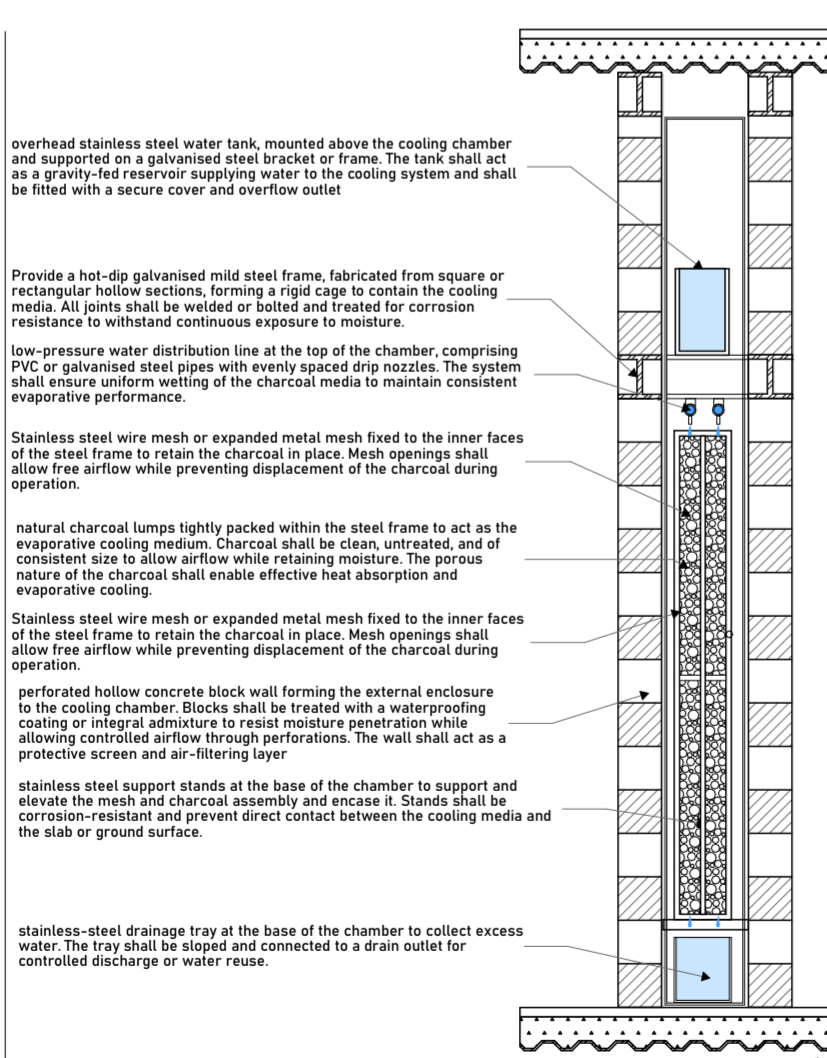 overhead stainless steel water tank, mounted above the cooling chamber
and supported on a galvanised steel bracket or frame. The tank shall act
as a gravity-fed reservoir supplying water to the cooling system and shall
be fitted with a secure cover and overflow outlet
Provide a hot-dip galvanised mild steel frame, fabricated from square or
rectangular hollow sections, forming a rigid cage to contain the cooling
media. All joints shall be welded or bolted and treated for corrosion
resistance to withstand continuous exposure to moisture.
low-pressure water distribution line at the top of the chamber, comprising
PVC or galvanised steel pipes with evenly spaced drip nozzles. The system
shall ensure uniform wetting of the charcoal media to maintain consistent
evaporative performance.
Stainless steel wire mesh or expanded metal mesh fixed to the inner faces
of the steel frame to retain the charcoal in place. Mesh openings shall
allow free airflow while preventing displacement of the charcoal during
operation.
natural charcoal lumps tightly packed within the steel frame to act as the
evaporative cooling medium. Charcoal shall be clean, untreated, and of
consistent size to allow airflow while retaining moisture. The porous
nature of the charcoal shall enable effective heat absorption and
evaporative cooling.
Stainless steel wire mesh or expanded metal mesh fixed to the inner faces
of the steel frame to retain the charcoal in place. Mesh openings shall
allow free airflow while preventing displacement of the charcoal during
operation.
perforated hollow concrete block wall forming the external enclosure
to the cooling chamber. Blocks shall be treated with a waterproofing
coating or integral admixture to resist moisture penetration while
allowing controlled airflow through perforations. The wall shall act as a
protective screen and air-filtering layer
stainless steel support stands at the base of the chamber to support and
elevate the mesh and charcoal assembly and encase it. Stands shall be
corrosion-resistant and prevent direct contact between the cooling media and
the slab or ground surface.
stainless-steel drainage tray at the base of the chamber to collect excess
water. The tray shall be sloped and connected to a drain outlet for
controlled discharge or water reuse.